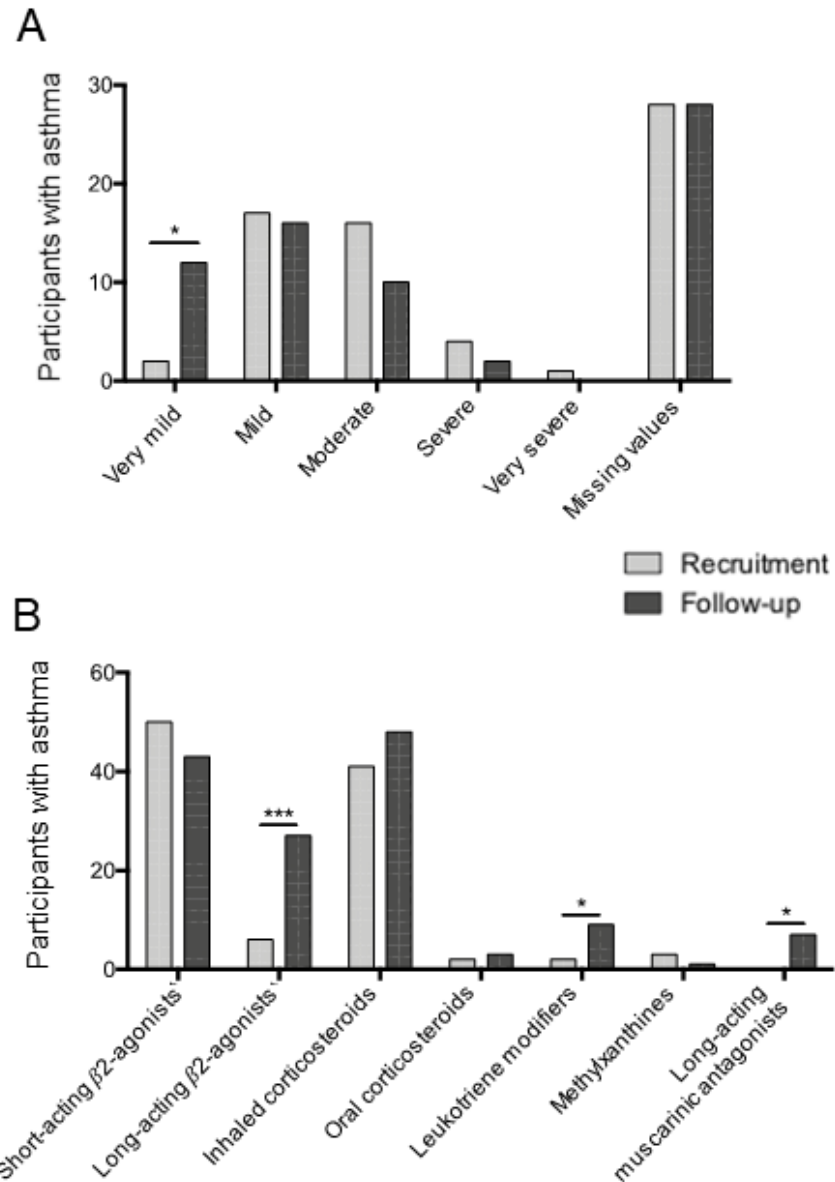 A
Participants with asthma
30
20
10
0
*
Very mild
Mild
Moderate
Severe
Very severe
Missing values
Recruitment
Follow-up
B
Participants with asthma
60
40
20
0
***
*
*
Short-acting β2-agonists'
Long-acting β2-agonists'
Inhaled corticosteroids
Oral corticosteroids
Leukotriene modifiers
Methylxanthines
Long-acting
muscarinic antagonists